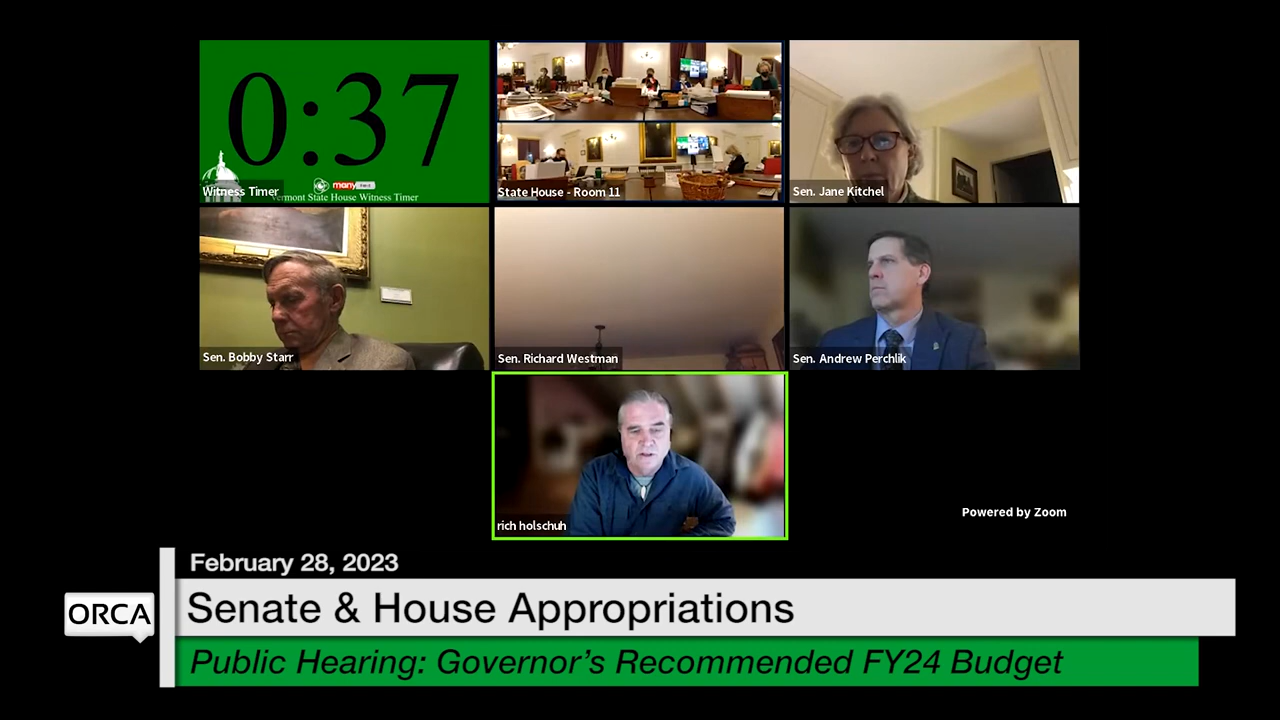 0:37
Witness Timer
many
Vermont State House Witness Timer
State House - Room 11
Sen. Jane Kitchel
Sen. Bobby Starr
Sen. Richard Westman
Sen. Andrew Perchlik
rich holschuh
Powered by Zoom
February 28, 2023
ORCA
Senate & House Appropriations
Public Hearing: Governor's Recommended FY24 Budget